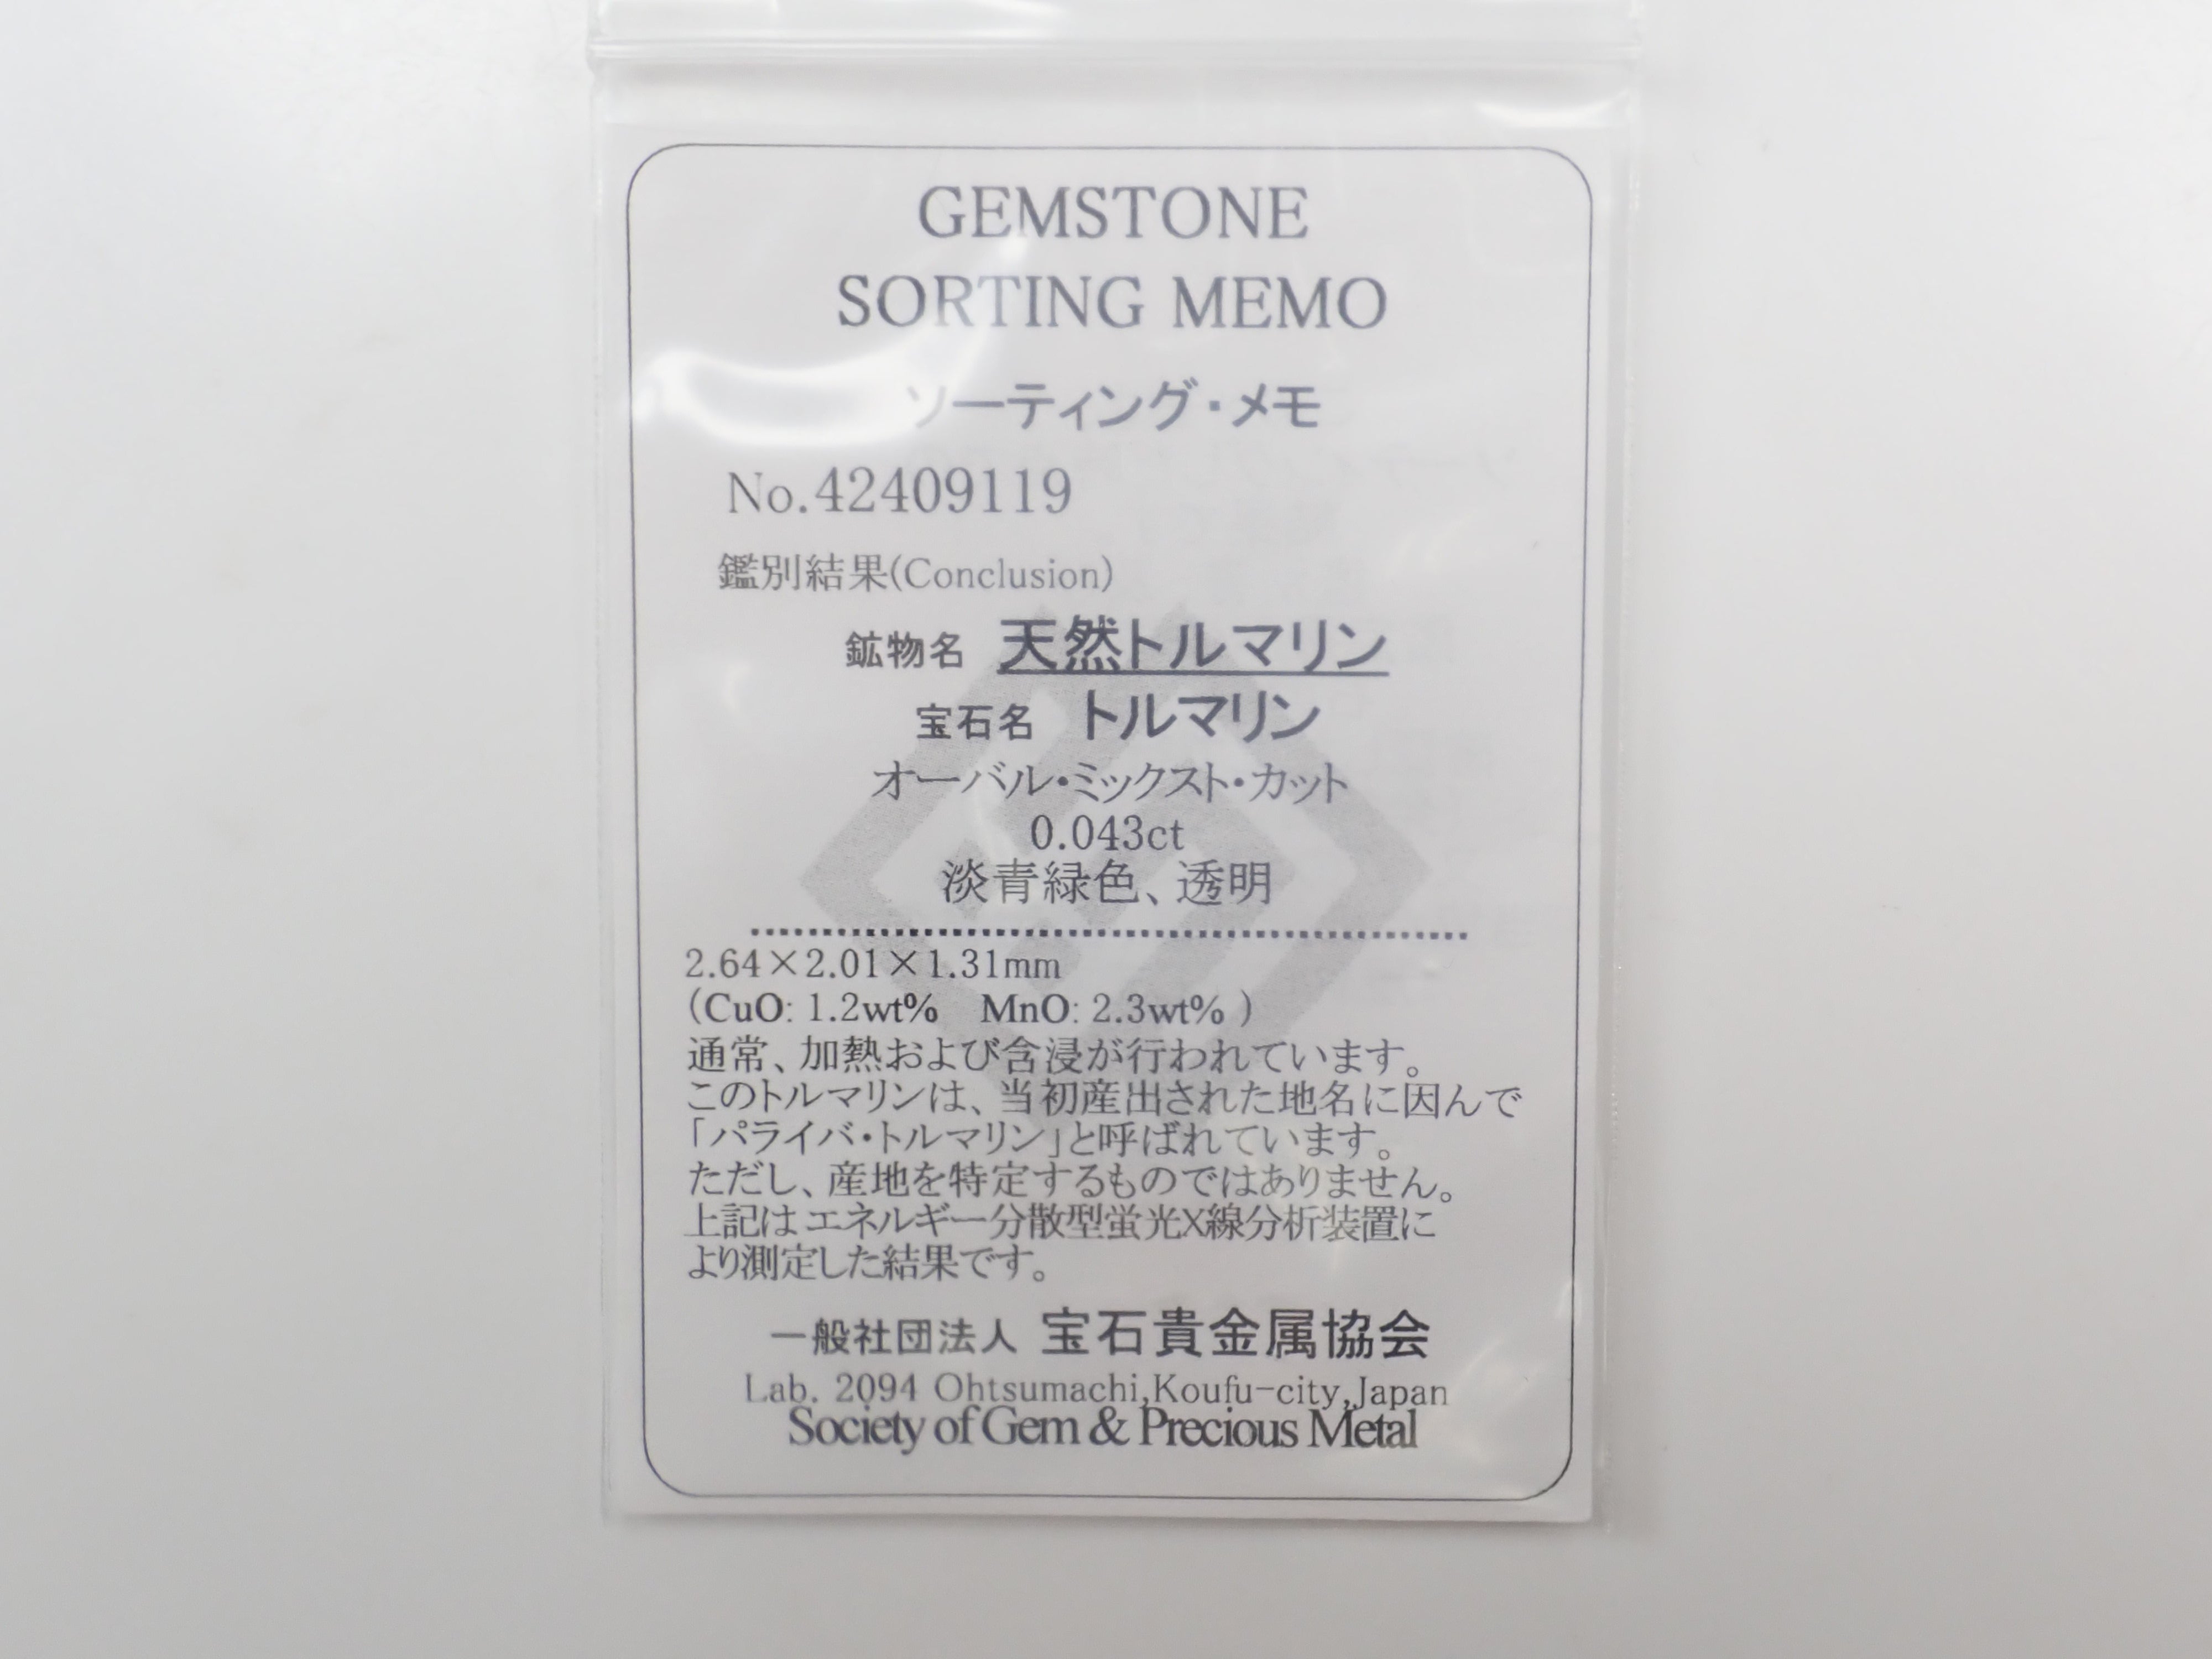 GEMSTONE
SORTING MEMO
ソーティング・メモ
No.42409119
鑑別結果(Conclusion)
鉱物名 天然トルマリン
宝石名 トルマリン
オーバル・ミックスト・カット
0.043ct
淡青緑色、透明
2.64×2.01×1.31mm
(CuO: 1.2wt% MnO: 2.3wt% )
通常、加熱および含浸が行われています。
このトルマリンは、当初産出された地名に因んで
「パライバ・トルマリン」と呼ばれています。
ただし、産地を特定するものではありません。
上記はエネルギー分散型蛍光X線分析装置に
より測定した結果です。
一般社団法人 宝石貴金属協会
Lab. 2094 Ohtsumachi,Koufu-city,Japan
Society of Gem & Precious Metal